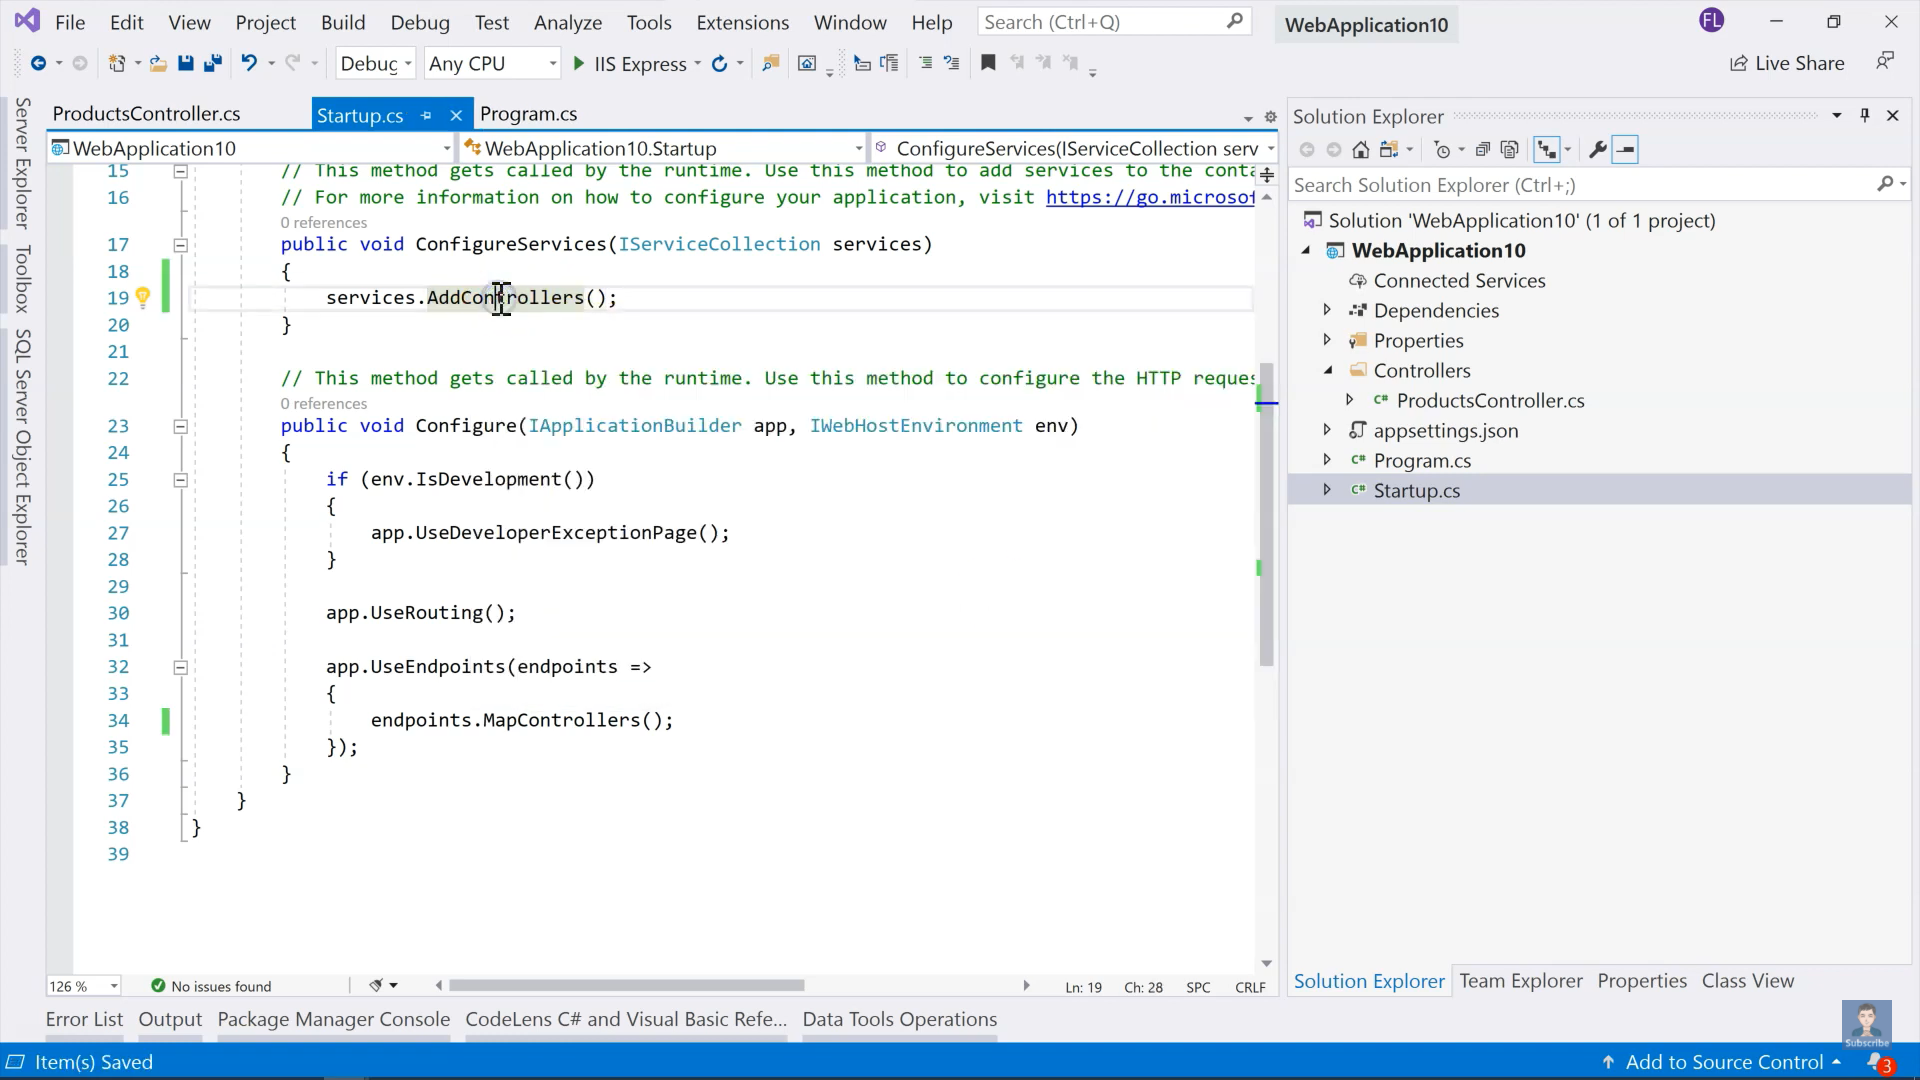 File Edit View Project Build Debug Test Analyze Tools Extensions Window Help Search (Ctrl+Q) WebApplication10 FL
Debug Any CPU IIS Express Live Share
ProductsController.cs Startup.cs Program.cs
WebApplication10 WebApplication10.Startup ConfigureServices(IServiceCollection serv
15 // This method gets called by the runtime. Use this method to add services to the conta
16 // For more information on how to configure your application, visit https://go.microsof
0 references
17 public void ConfigureServices(IServiceCollection services)
18 {
19 services.AddControllers();
20 }
21
22 // This method gets called by the runtime. Use this method to configure the HTTP reques
0 references
23 public void Configure(IApplicationBuilder app, IWebHostEnvironment env)
24 {
25 if (env.IsDevelopment())
26 {
27 app.UseDeveloperExceptionPage();
28 }
29
30 app.UseRouting();
31
32 app.UseEndpoints(endpoints =>
33 {
34 endpoints.MapControllers();
35 });
36 }
37 }
38 }
39
126 % No issues found Ln: 19 Ch: 28 SPC CRLF
Server Explorer
Toolbox
SQL Server Object Explorer
Solution Explorer
Search Solution Explorer (Ctrl+;)
Solution 'WebApplication10' (1 of 1 project)
WebApplication10
Connected Services
Dependencies
Properties
Controllers
C# ProductsController.cs
appsettings.json
C# Program.cs
C# Startup.cs
Solution Explorer Team Explorer Properties Class View
Error List Output Package Manager Console CodeLens C# and Visual Basic Refe... Data Tools Operations
Subscribe
Item(s) Saved Add to Source Control 3